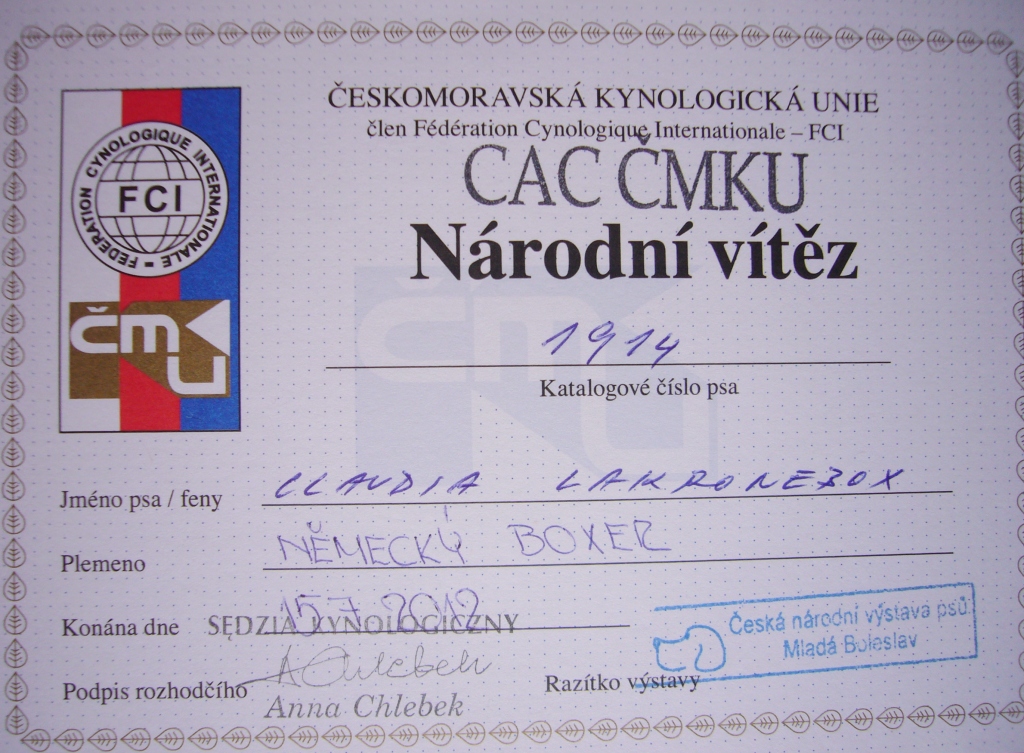 ČESKOMORAVSKÁ KYNOLOGICKÁ UNIE
člen Fédération Cynologique Internationale – FCI
CAC ČMKU
Národní vítěz
FEDERATION CYNOLOGIQUE INTERNATIONALE
FCI
čmKU
1914
Katalogové číslo psa
Jméno psa / feny CLAUDIA LAKRONEBOX
Plemeno NĚMECKÝ BOXER
Konána dne 15.7.2012
SĘDZIA KYNOLOGICZNY
Česká národní výstava psů
Mladá Boleslav
Podpis rozhodčího A Chlebek
Razítko výstavy
Anna Chlebek